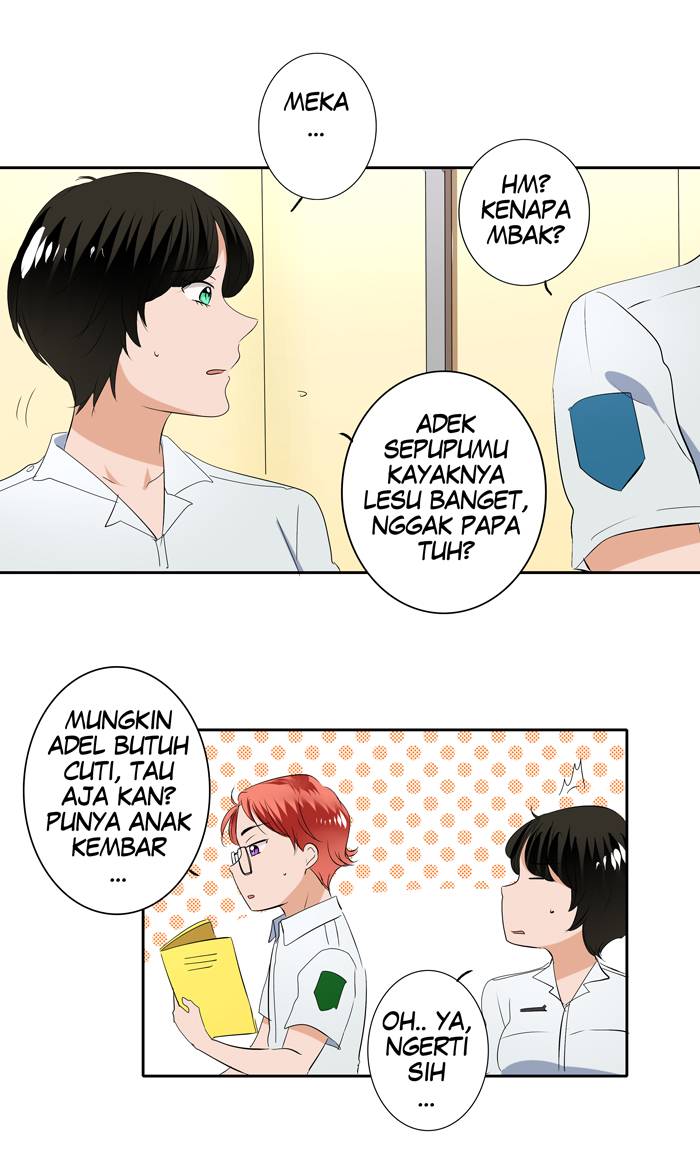 MEKA
...
HM?
KENAPA
MBAK?
ADEK
SEPUPUMU
KAYAKNYA
LESU BANGET,
NGGAK PAPA
TUH?
MUNGKIN
ADEL BUTUH
CUTI, TAU
AJA KAN?
PUNYA ANAK
KEMBAR
...
OH.. YA,
NGERTI
SIH
...